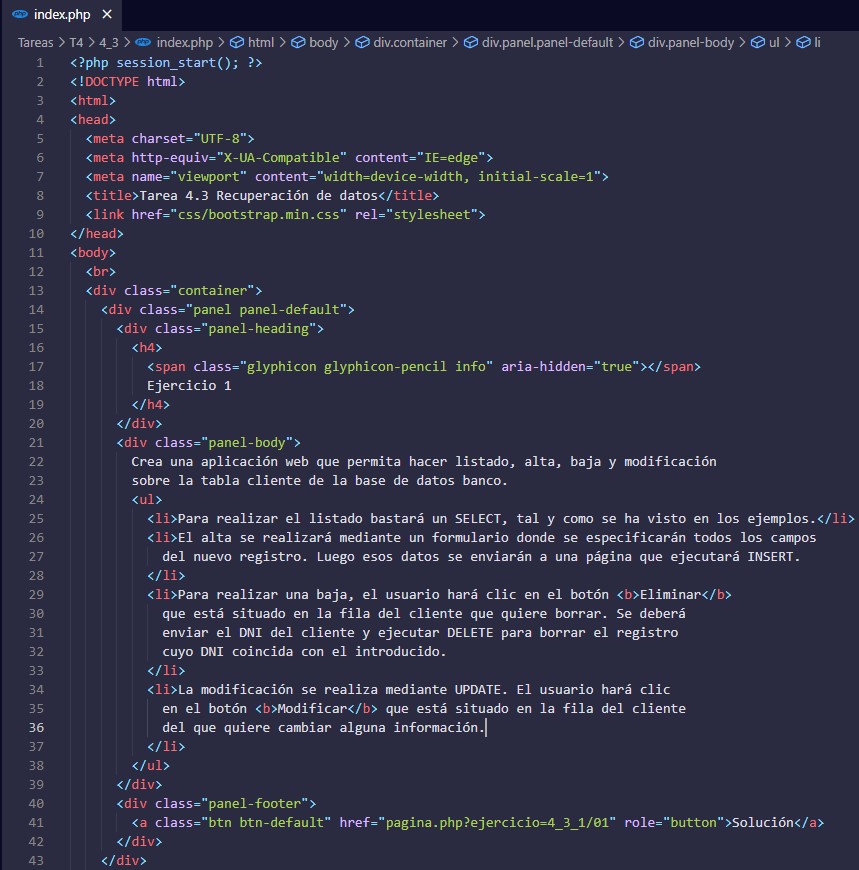 index.php
Tareas > T4 > 4_3 > index.php > html > body > div.container > div.panel.panel-default > div.panel-body > ul > li
1 <?php session_start(); ?>
2 <!DOCTYPE html>
3 <html>
4 <head>
5 <meta charset="UTF-8">
6 <meta http-equiv="X-UA-Compatible" content="IE=edge">
7 <meta name="viewport" content="width=device-width, initial-scale=1">
8 <title>Tarea 4.3 Recuperación de datos</title>
9 <link href="css/bootstrap.min.css" rel="stylesheet">
10 </head>
11 <body>
12 <br>
13 <div class="container">
14 <div class="panel panel-default">
15 <div class="panel-heading">
16 <h4>
17 <span class="glyphicon glyphicon-pencil info" aria-hidden="true"></span>
18 Ejercicio 1
19 </h4>
20 </div>
21 <div class="panel-body">
22 Crea una aplicación web que permita hacer listado, alta, baja y modificación
23 sobre la tabla cliente de la base de datos banco.
24 <ul>
25 <li>Para realizar el listado bastará un SELECT, tal y como se ha visto en los ejemplos.</li>
26 <li>El alta se realizará mediante un formulario donde se especificarán todos los campos
27 del nuevo registro. Luego esos datos se enviarán a una página que ejecutará INSERT.
28 </li>
29 <li>Para realizar una baja, el usuario hará clic en el botón <b>Eliminar</b>
30 que está situado en la fila del cliente que quiere borrar. Se deberá
31 enviar el DNI del cliente y ejecutar DELETE para borrar el registro
32 cuyo DNI coincida con el introducido.
33 </li>
34 <li>La modificación se realiza mediante UPDATE. El usuario hará clic
35 en el botón <b>Modificar</b> que está situado en la fila del cliente
36 del que quiere cambiar alguna información.
37 </li>
38 </ul>
39 </div>
40 <div class="panel-footer">
41 <a class="btn btn-default" href="pagina.php?ejercicio=4_3_1/01" role="button">Solución</a>
42 </div>
43 </div>